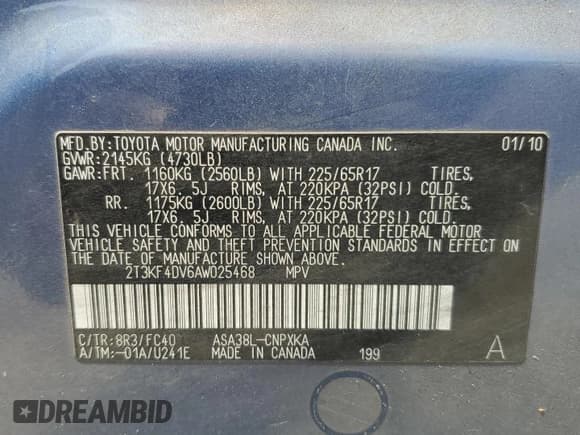 MFD.BY:TOYOTA MOTOR MANUFACTURING CANADA INC. 01/10
GVWR:2145KG (4730LB)
GAWR:FRT. 1160KG (2560LB) WITH 225/65R17 TIRES,
17X6.5J RIMS, AT 220KPA (32PSI) COLD.
RR. 1175KG (2600LB) WITH 225/65R17 TIRES,
17X6.5J RIMS, AT 220KPA (32PSI) COLD.
THIS VEHICLE CONFORMS TO ALL APPLICABLE FEDERAL MOTOR
VEHICLE SAFETY AND THEFT PREVENTION STANDARDS IN EFFECT ON
THE DATE OF MANUFACTURE SHOWN ABOVE.
2T3KF4DV6AW025468 MPV
C/TR:8R3/FC40 ASA38L-CNPXKA
A/TM:-01A/U241E MADE IN CANADA 199 A
DREAMBID